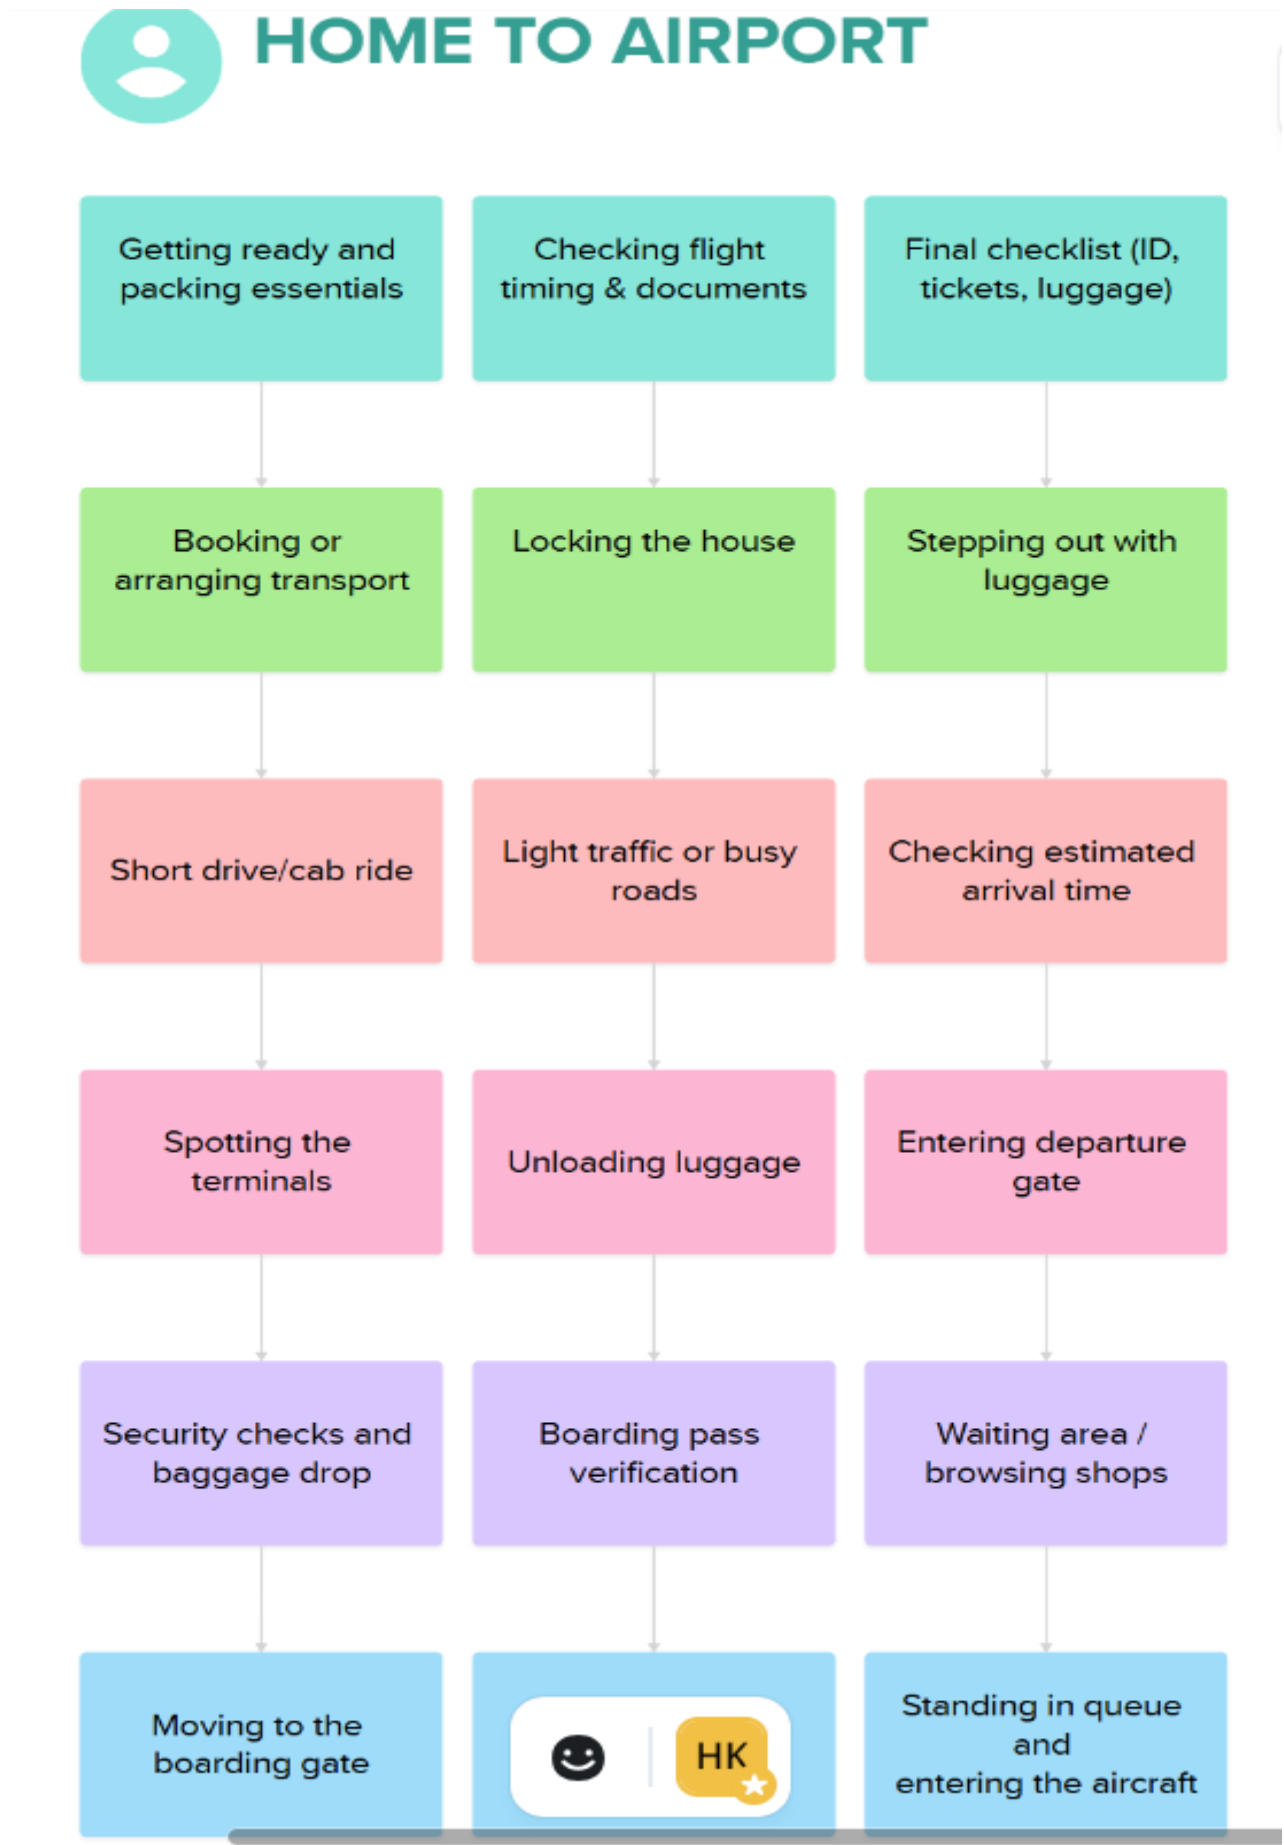 HOME TO AIRPORT
Getting ready and
packing essentials
Checking flight
timing & documents
Final checklist (ID,
tickets, luggage)
Booking or
arranging transport
Locking the house
Stepping out with
luggage
Short drive/cab ride
Light traffic or busy
roads
Checking estimated
arrival time
Spotting the
terminals
Unloading luggage
Entering departure
gate
Security checks and
baggage drop
Boarding pass
verification
Waiting area /
browsing shops
Moving to the
boarding gate
HK
Standing in queue
and
entering the aircraft